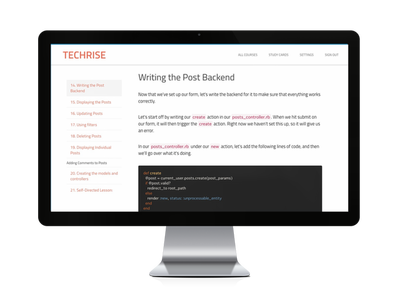 TECHRISE
ALL COURSES
POST CARDS
SETTINGS
SIGN OUT
14. Writing the Post
Backend
15. Displaying the Posts
16. Updating Posts
17. Using Filters
18. Deleting Posts
19. Displaying Individual
Posts
Adding Comments to Posts
20. Creating the models and
controllers
21. Self-Oriented Lesson
Writing the Post Backend
Now that we've set up our form, let's write the backend for it to make sure that everything works
correctly.
Let's start off by writing our create action in our posts_controller.rb. When we hit submit on
our form, it will then trigger the create action. Right now we haven't set this up, so it will give us
an error.
In our posts_controller.rb under our new action, let's add the following lines of code, and then
we'll go over what it's doing.
def create
@post = current_user.posts.create(post_params)
if @post.valid?
redirect_to root_path
else
render :new, status: :unprocessable_entity
end
end